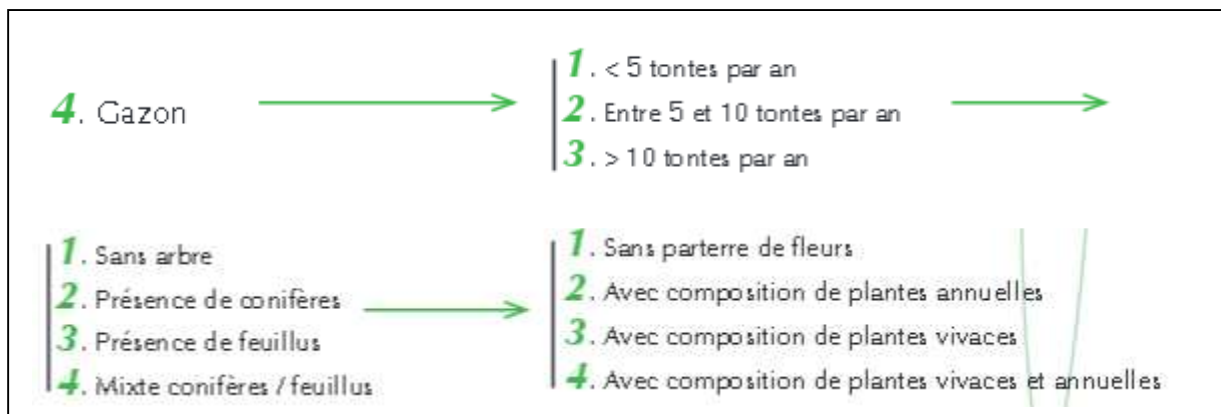 4. Gazon
1. < 5 tontes par an
2. Entre 5 et 10 tontes par an
3. > 10 tontes par an
1. Sans arbre
2. Présence de conifères
3. Présence de feuillus
4. Mixte conifères / feuillus
1. Sans parterre de fleurs
2. Avec composition de plantes annuelles
3. Avec composition de plantes vivaces
4. Avec composition de plantes vivaces et annuelles